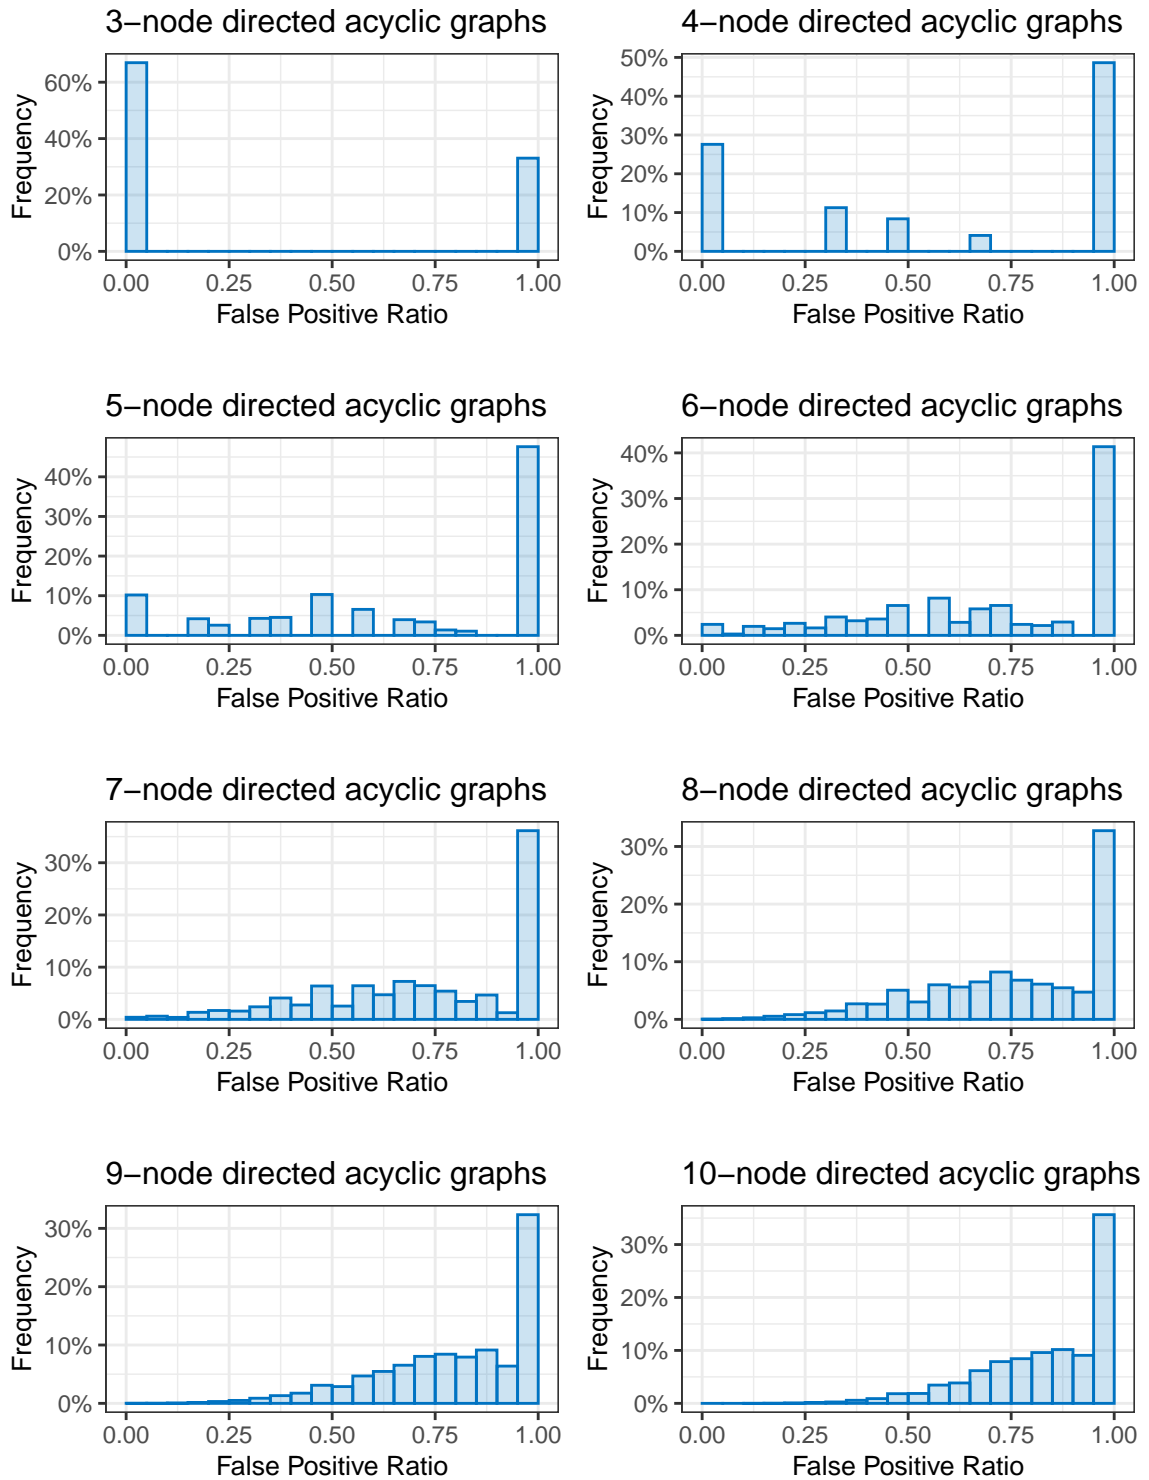 3−node directed acyclic graphs
Frequency
60%
40%
20%
0%
0.00 0.25 0.50 0.75 1.00
False Positive Ratio
4−node directed acyclic graphs
Frequency
50%
40%
30%
20%
10%
0%
0.00 0.25 0.50 0.75 1.00
False Positive Ratio
5−node directed acyclic graphs
Frequency
40%
30%
20%
10%
0%
0.00 0.25 0.50 0.75 1.00
False Positive Ratio
6−node directed acyclic graphs
Frequency
40%
30%
20%
10%
0%
0.00 0.25 0.50 0.75 1.00
False Positive Ratio
7−node directed acyclic graphs
Frequency
30%
20%
10%
0%
0.00 0.25 0.50 0.75 1.00
False Positive Ratio
8−node directed acyclic graphs
Frequency
30%
20%
10%
0%
0.00 0.25 0.50 0.75 1.00
False Positive Ratio
9−node directed acyclic graphs
Frequency
30%
20%
10%
0%
0.00 0.25 0.50 0.75 1.00
False Positive Ratio
10−node directed acyclic graphs
Frequency
30%
20%
10%
0%
0.00 0.25 0.50 0.75 1.00
False Positive Ratio